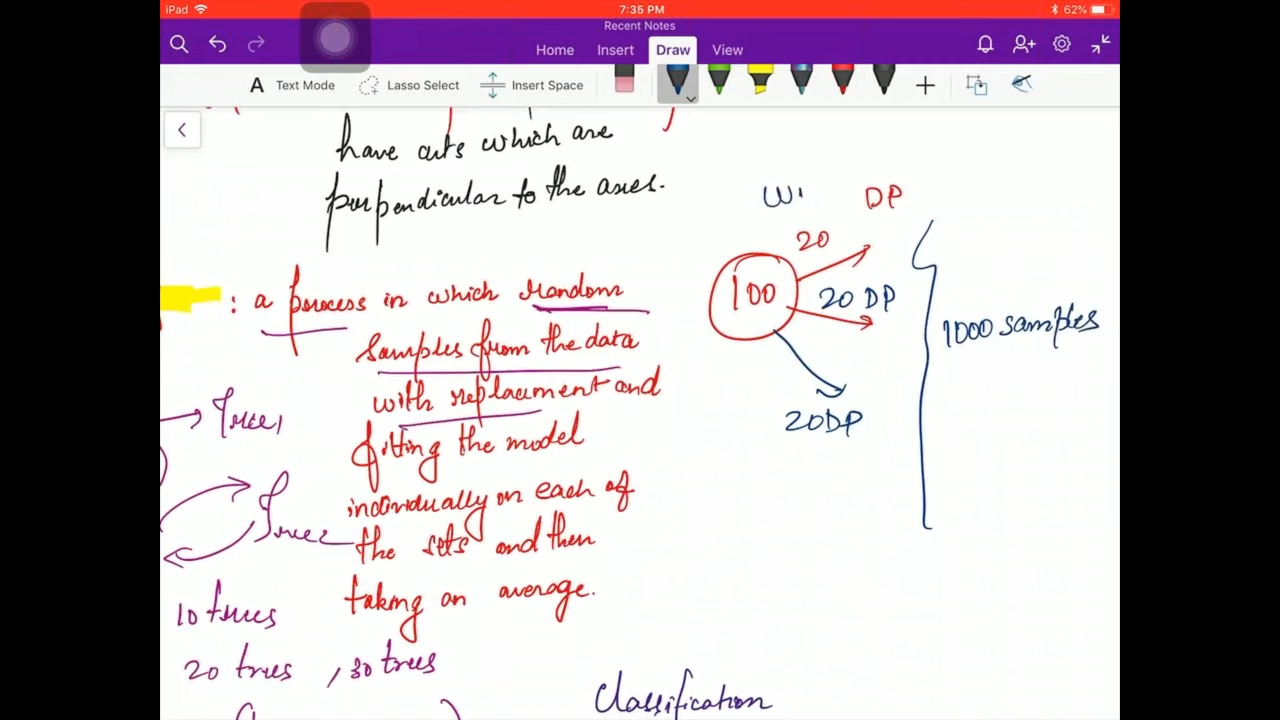 iPad
7:35 PM
62%
Recent Notes
Home Insert Draw View
A Text Mode Lasso Select Insert Space
have cuts which are
perpendicular to the axes.
: a process in which random
samples from the data
with replacment and
fitting the model
individually on each of
the sets and then
taking an average.
Tree1
Tree2
10 trees
20 trees , 30 trees
DP
20
100
20 DP
20DP
1000 samples
Classification